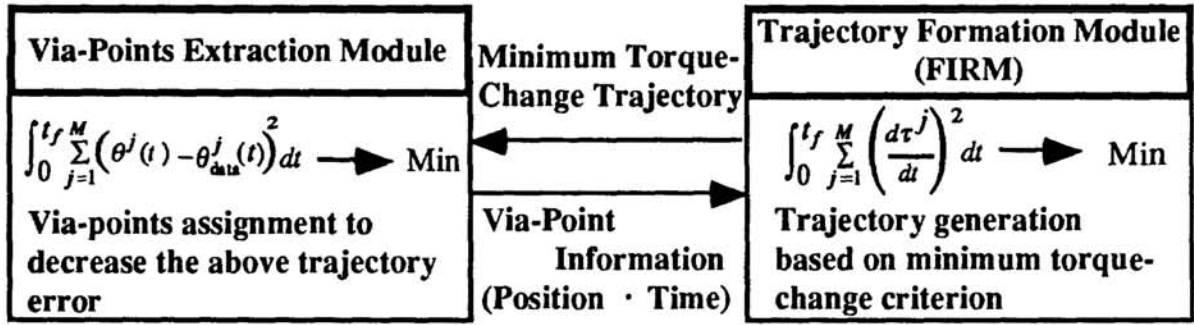 Via-Points Extraction Module
∫₀^{t_f} Σ_{j=1}^{M} (θ^j(t) − θ^j_{data}(t))² dt → Min
Via-points assignment to
decrease the above trajectory
error
Minimum Torque-
Change Trajectory
Via-Point
Information
(Position · Time)
Trajectory Formation Module
(FIRM)
∫₀^{t_f} Σ_{j=1}^{M} (dτ^j/dt)² dt → Min
Trajectory generation
based on minimum torque-
change criterion